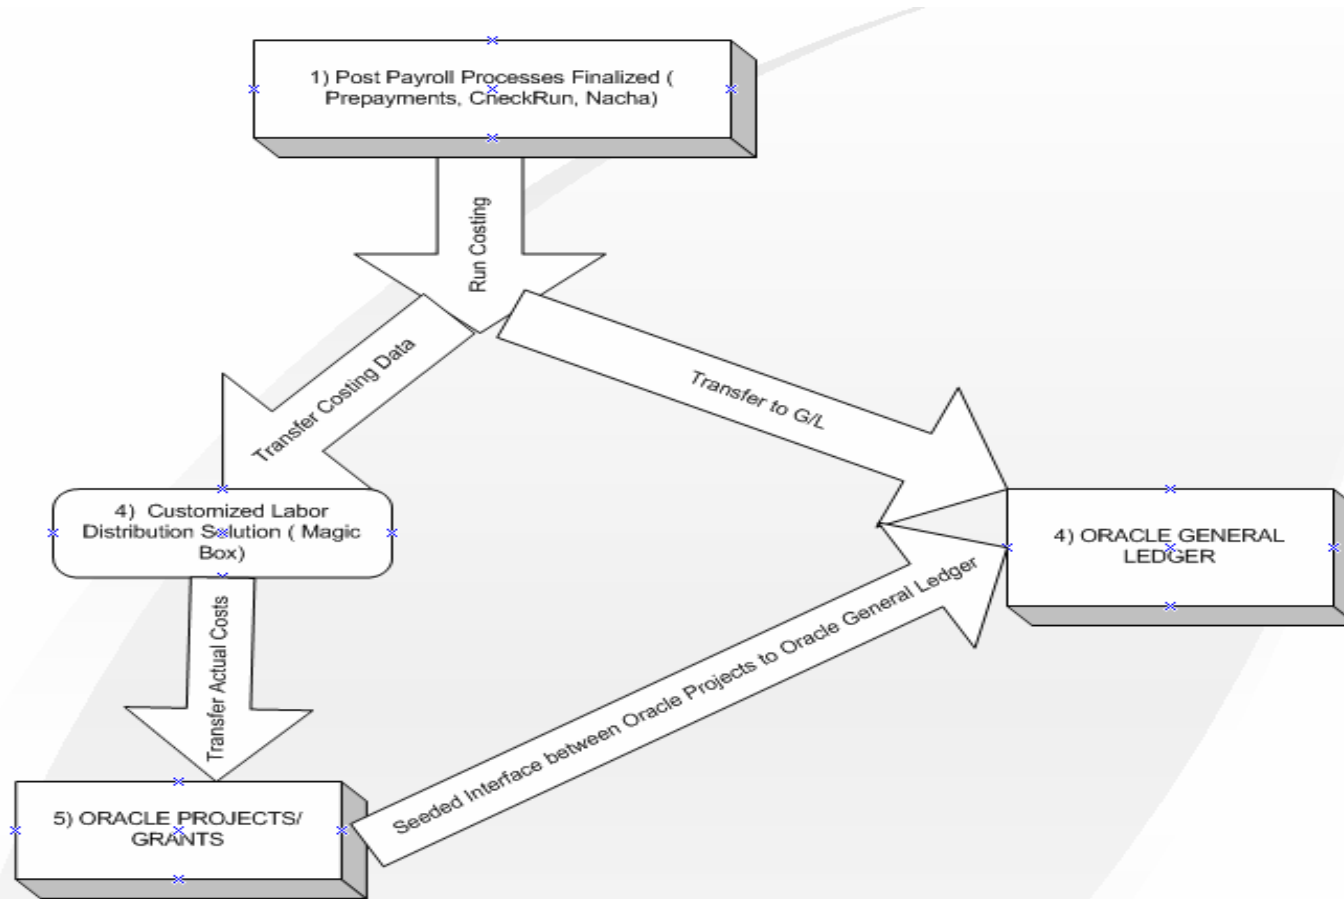 1) Post Payroll Processes Finalized (
Prepayments, CheckRun, Nacha)
Run Costing
Transfer Costing Data
Transfer to G/L
4) Customized Labor
Distribution Solution ( Magic
Box)
4) ORACLE GENERAL
LEDGER
Transfer Actual Costs
Seeded Interface between Oracle Projects to Oracle General Ledger
5) ORACLE PROJECTS/
GRANTS